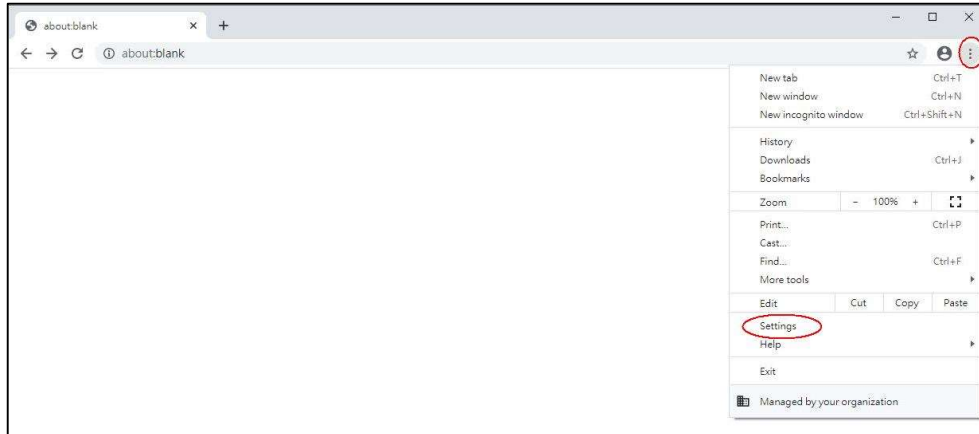 about:blank
about:blank
New tab Ctrl+T
New window Ctrl+N
New incognito window Ctrl+Shift+N
History
Downloads Ctrl+J
Bookmarks
Zoom - 100% +
Print... Ctrl+P
Cast...
Find... Ctrl+F
More tools
Edit Cut Copy Paste
Settings
Help
Exit
Managed by your organization